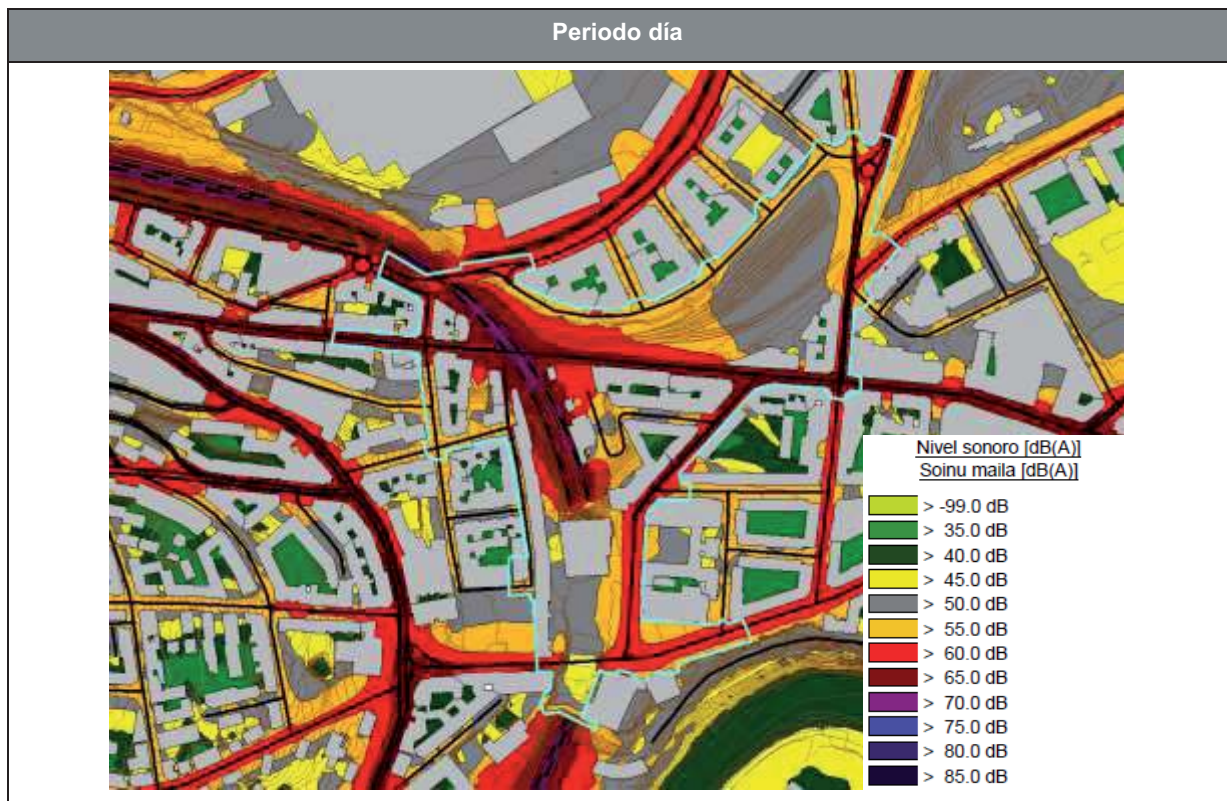 Periodo día
Nivel sonoro [dB(A)]
Soinu maila [dB(A)]
> -99.0 dB
> 35.0 dB
> 40.0 dB
> 45.0 dB
> 50.0 dB
> 55.0 dB
> 60.0 dB
> 65.0 dB
> 70.0 dB
> 75.0 dB
> 80.0 dB
> 85.0 dB